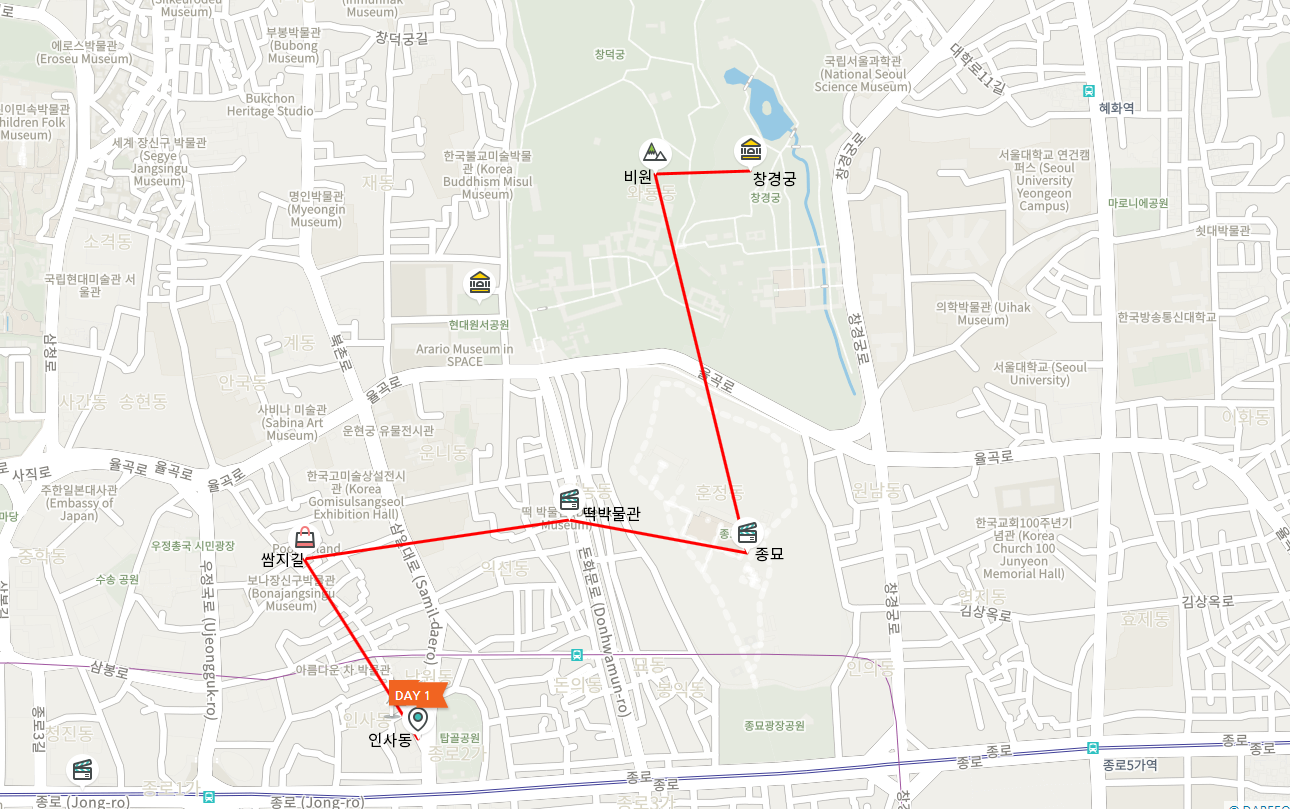 Museum)
부봉박물관
(Bubong
Museum)
에로스박물관
(Eroseu Museum)
창덕궁길
창덕궁
대학로11길
국립서울과학관
(National Seoul
Science Museum)
혜화역
Bukchon
Heritage Studio
Museum)
세계 장신구 박물관
(Segye
Jangsingu
Museum)
한국불교미술박물
관 (Korea
Buddhism Misul
Museum)
재동
명인박물관
(Myeongin
Museum)
비원
와룡동
창경궁
창경궁
창경궁로
서울대학교 연건캠
퍼스 (Seoul
University
Yeongeon
Campus)
마로니에공원
쇳대박물관
소격동
국립현대미술관 서
울관
현대원서공원
Arario Museum in
SPACE
의학박물관 (Uihak
Museum)
한국방송통신대학교
창경궁로
삼청로
북촌로
계동
안국동
율곡로
율곡로
서울대학교 (Seoul
University)
사간동
송현동
사비나 미술관
(Sabina Art
Museum)
운현궁 유물전시관
운니동
이화동
사직로
율곡로
율곡로
율곡로
율곡로
주한일본대사관
(Embassy of
Japan)
한국고미술상설전시
관 (Korea
Gomisulsangseol
Exhibition Hall)
떡박물관
훈정동
원남동
종묘
쌈지길
중학동
우정총국 시민광장
수송 공원
보나장신구박물관
(Bonajangsingu
Museum)
익선동
한국교회100주년기
념관 (Korea
Church 100
Junyeon
Memorial Hall)
연지동
김상옥로
김상옥로
효제동
창경궁로
삼일대로 (Samil-daero)
돈화문로 (Donhwamun-ro)
우정국로 (Ujeongguk-ro)
삼봉로
아름다운 차 박물관
낙원동
묘동
인의동
돈의동
봉익동
DAY 1
인사동
인사동
탑골공원
종로2가
종묘광장공원
종로3길
청진동
종로1가
종로
종로
종로
종로
종로
종로
종로5가역
종로 (Jong-ro)
종로 (Jong-ro)
종로3가